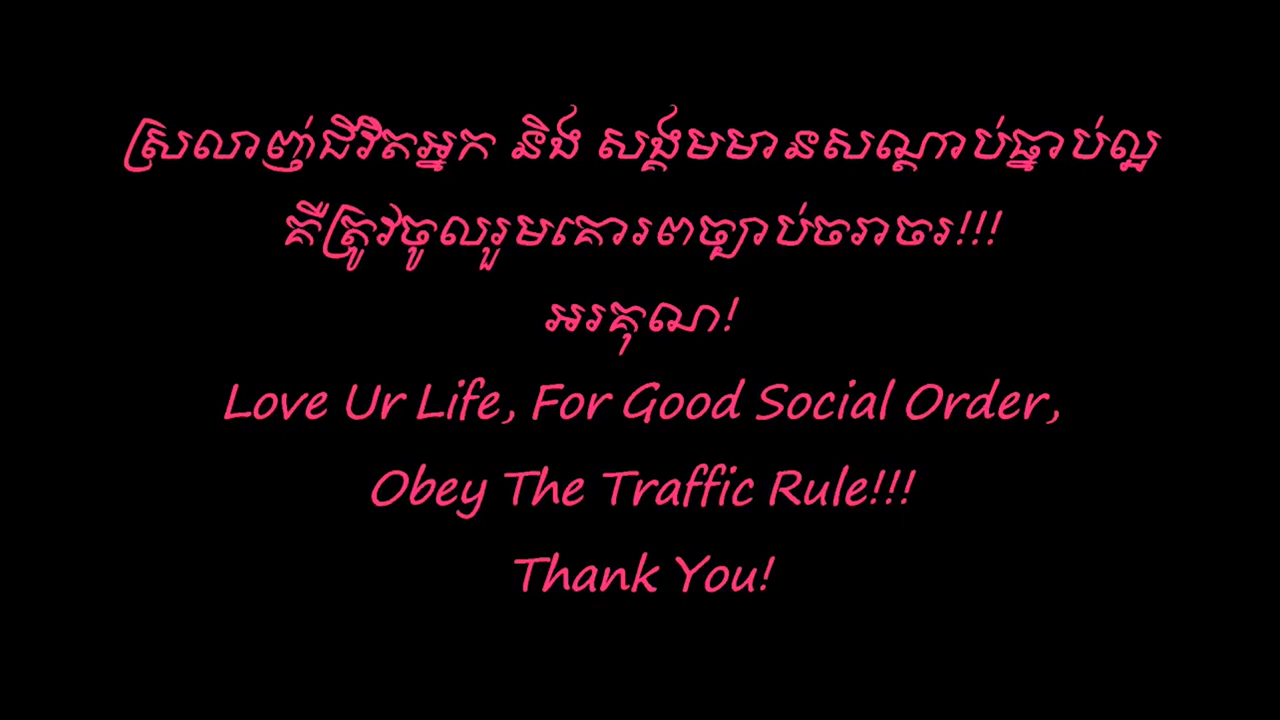 ស្រលាញ់ជីវិតអ្នក និង សង្គមមានសណ្ដាប់ធ្នាប់ល្អ
គឺត្រូវចូលរួមគោរពច្បាប់ចរាចរ!!!
អរគុណ!
Love Ur Life, For Good Social Order,
Obey The Traffic Rule!!!
Thank You!